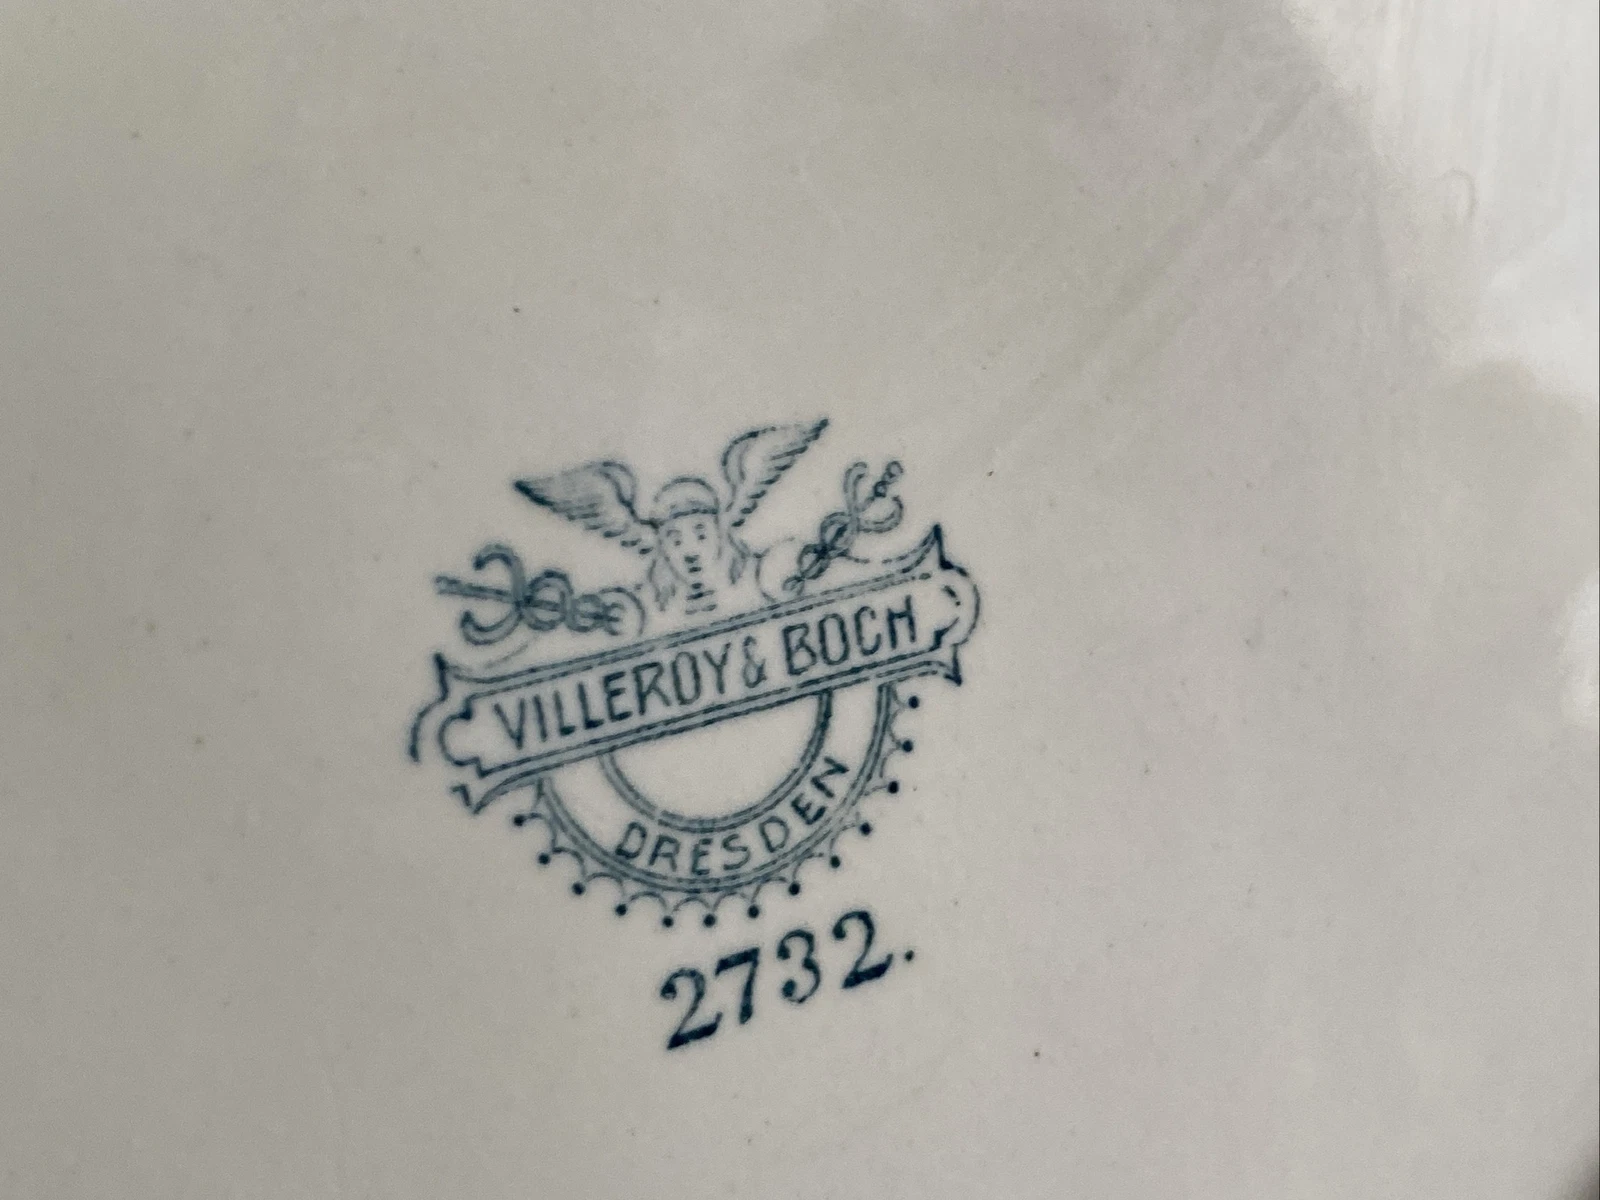 VILLEROY & BOCH
DRESDEN
2732.